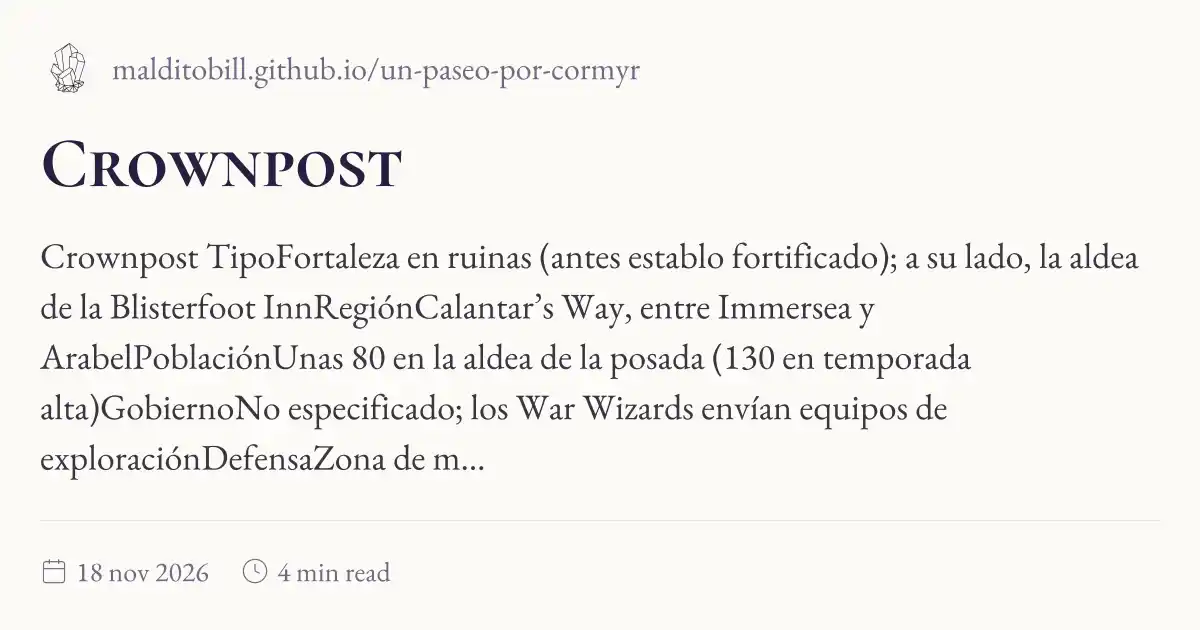 malditobill.github.io/un-paseo-por-cormyr
Crownpost
Crownpost TipoFortaleza en ruinas (antes establo fortificado); a su lado, la aldea
de la Blisterfoot InnRegiónCalantar’s Way, entre Immersea y
ArabelPoblaciónUnas 80 en la aldea de la posada (130 en temporada
alta)GobiernoNo especificado; los War Wizards envían equipos de
exploraciónDefensaZona de m...
18 nov 2026
4 min read